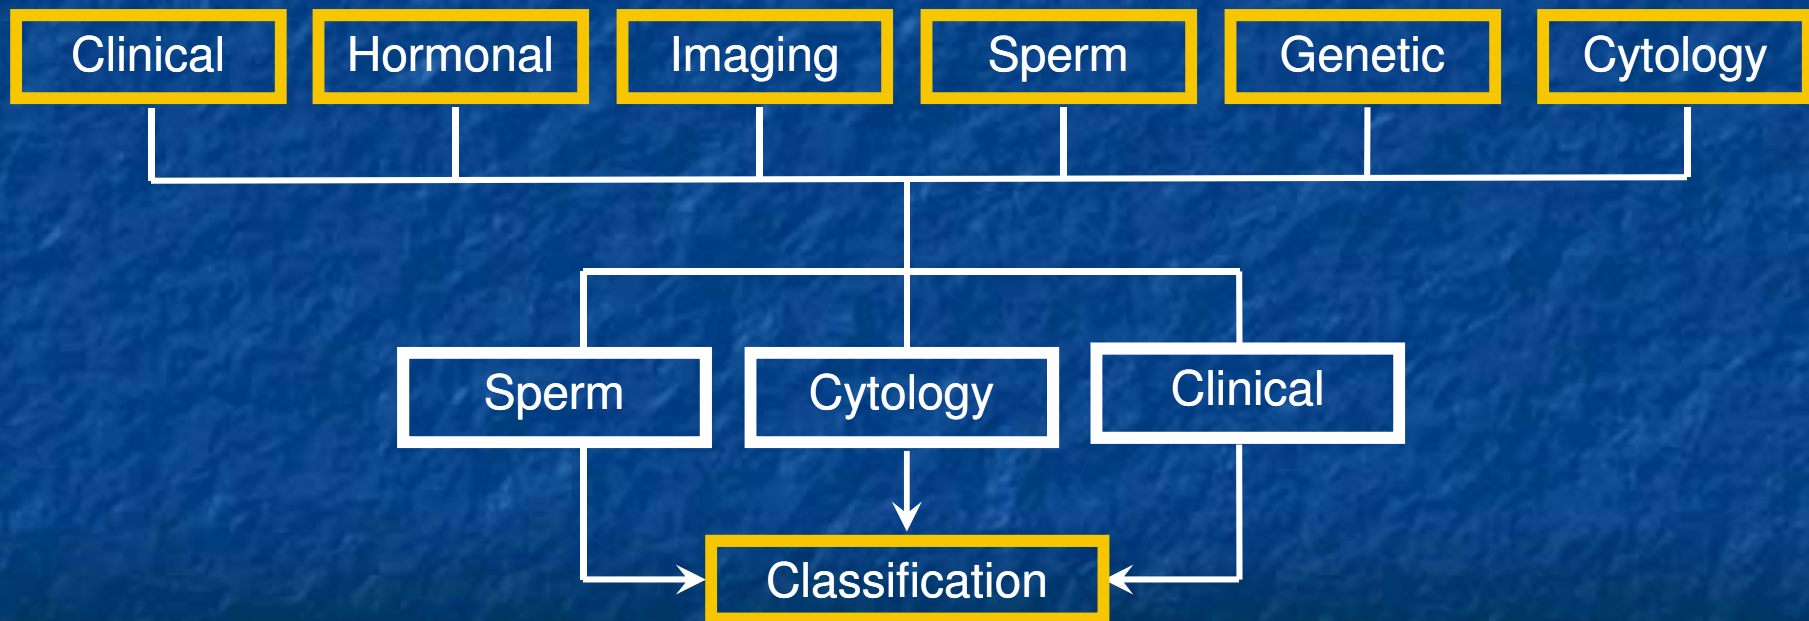 Clinical
Hormonal
Imaging
Sperm
Genetic
Cytology
Sperm
Cytology
Clinical
Classification